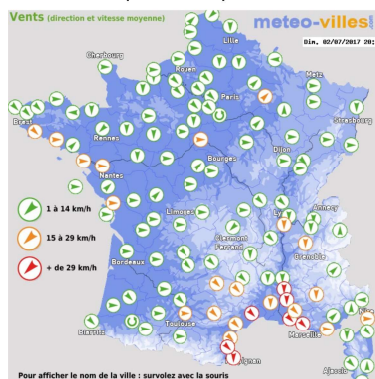 Vents (direction et vitesse moyenne)
meteo-villes
Dim, 02/07/2017 20:
Lille
Cherbourg
Rouen
Metz
Paris
Strasbourg
Brest
Rennes
Dijon
Bourges
Nantes
1 à 14 km/h
Limoges
Annecy
15 à 29 km/h
Clermont
Ferrand
Grenoble
+ de 29 km/h
Bordeaux
Toulouse
Marseille
Biarritz
Ajaccio
Pour afficher le nom de la ville : survolez avec la souris